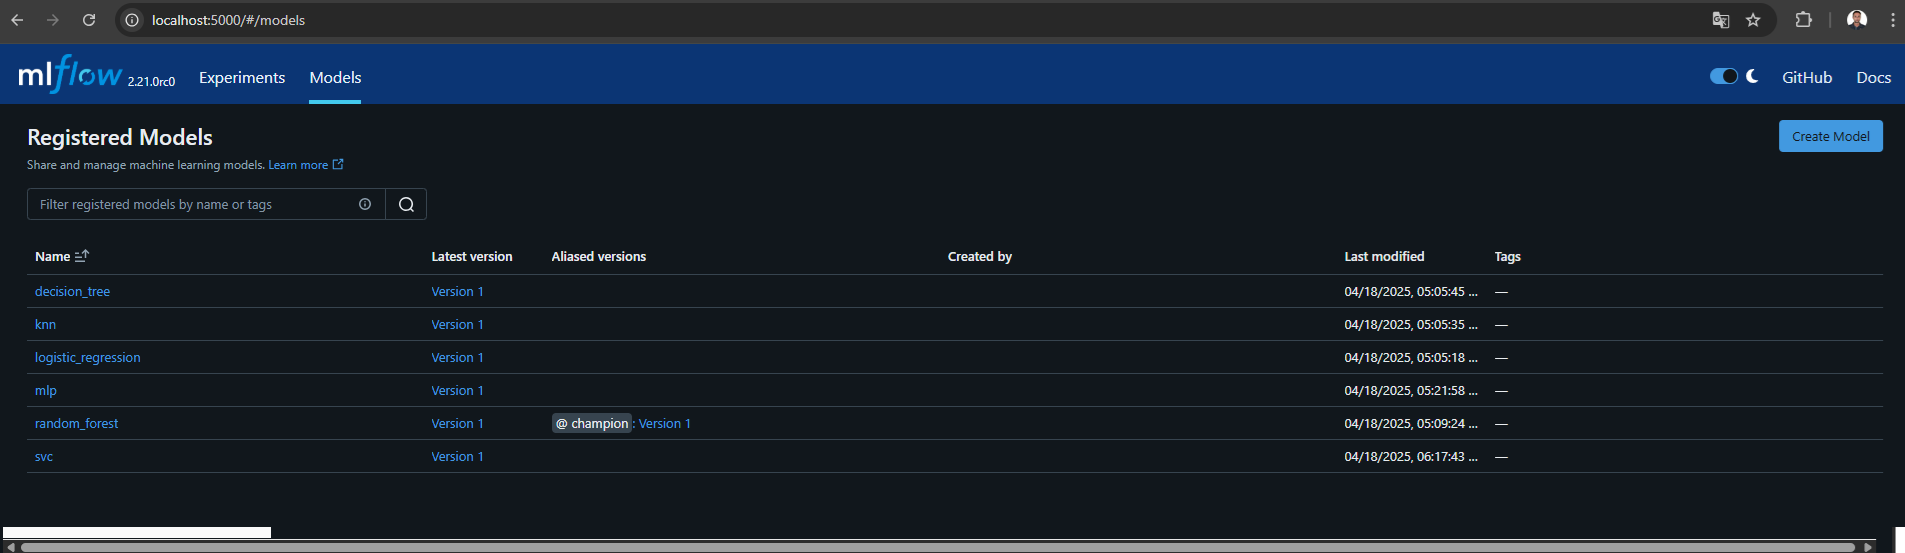 localhost:5000/#/models
mlflow 2.21.0rc0 Experiments Models GitHub Docs
Registered Models
Create Model
Share and manage machine learning models. Learn more
Filter registered models by name or tags
Name Latest version Aliased versions Created by Last modified Tags
decision_tree Version 1 04/18/2025, 05:05:45 ... —
knn Version 1 04/18/2025, 05:05:35 ... —
logistic_regression Version 1 04/18/2025, 05:05:18 ... —
mlp Version 1 04/18/2025, 05:21:58 ... —
random_forest Version 1 @ champion: Version 1 04/18/2025, 05:09:24 ... —
svc Version 1 04/18/2025, 06:17:43 ... —